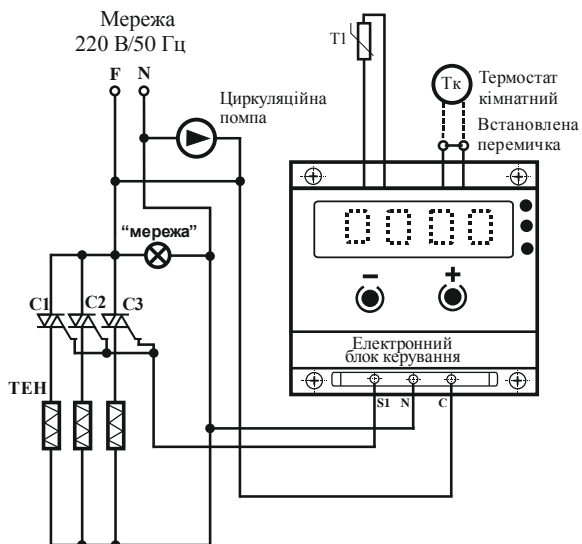 Мережа
220 В/50 Гц
F N
Циркуляційна
помпа
T1
Тк
Термостат
кімнатний
Встановлена
перемичка
“мережа”
0000
− +
C1 C2 C3
Електронний
блок керування
ТЕН
S1 N C